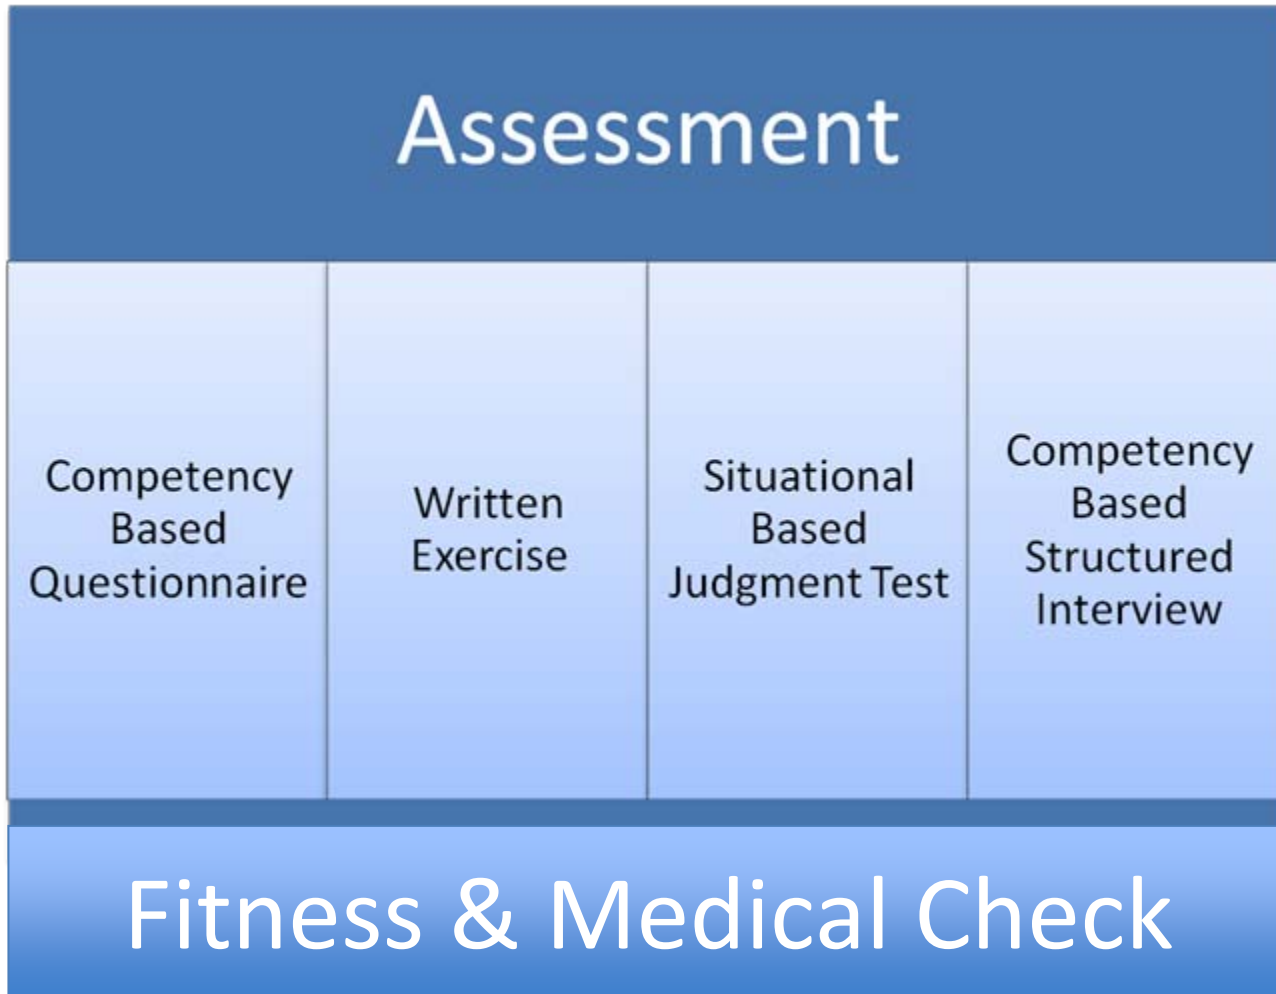 Assessment
Competency
Based
Questionnaire
Written
Exercise
Situational
Based
Judgment Test
Competency
Based
Structured
Interview
Fitness & Medical Check